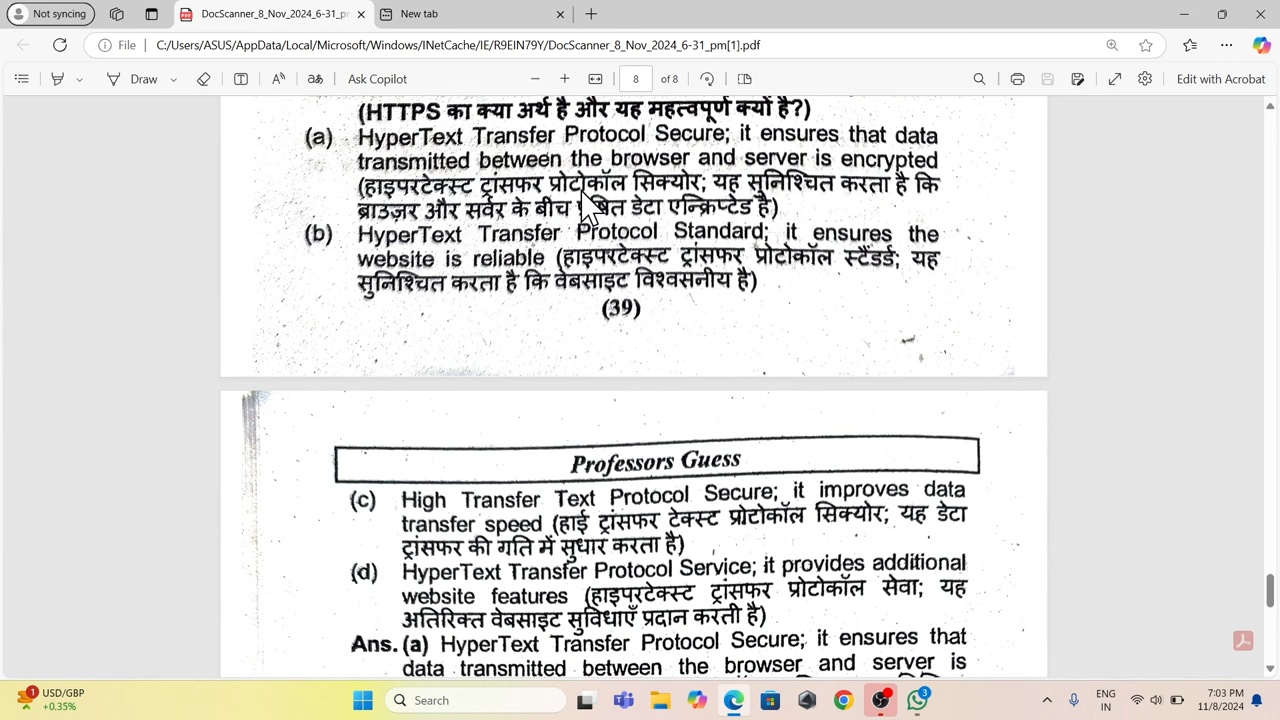 Not syncing
DocScanner_8_Nov_2024_6-31_pr
New tab
File C:/Users/ASUS/AppData/Local/Microsoft/Windows/INetCache/IE/R9EIN79Y/DocScanner_8_Nov_2024_6-31_pm[1].pdf
Draw Ask Copilot 8 of 8 Edit with Acrobat
(HTTPS का क्या अर्थ है और यह महत्वपूर्ण क्यों है?)
(a) HyperText Transfer Protocol Secure; it ensures that data
transmitted between the browser and server is encrypted
(हाइपरटेक्स्ट ट्रांसफर प्रोटोकॉल सिक्योर; यह सुनिश्चित करता है कि
ब्राउज़र और सर्वर के बीच डेटा एन्क्रिप्टेड है)
(b) HyperText Transfer Protocol Standard; it ensures the
website is reliable (हाइपरटेक्स्ट ट्रांसफर प्रोटोकॉल स्टैंडर्ड; यह
सुनिश्चित करता है कि वेबसाइट विश्वसनीय है)
(39)
Professors Guess
(c) High Transfer Text Protocol Secure; it improves data
transfer speed (हाई ट्रांसफर टेक्स्ट प्रोटोकॉल सिक्योर; यह डेटा
ट्रांसफर की गति में सुधार करता है)
(d) HyperText Transfer Protocol Service; it provides additional
website features (हाइपरटेक्स्ट ट्रांसफर प्रोटोकॉल सेवा; यह
अतिरिक्त वेबसाइट सुविधाएँ प्रदान करती है)
Ans. (a) HyperText Transfer Protocol Secure; it ensures that
data transmitted between the browser and server is
1 USD/GBP
+0.35%
Search
3
ENG
IN
7:03 PM
11/8/2024